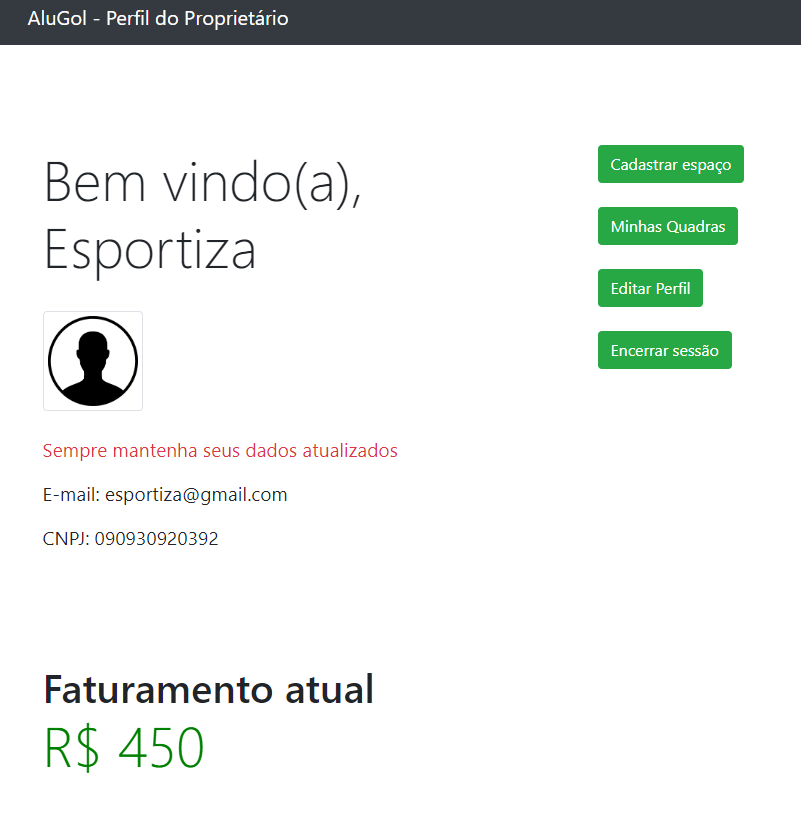 AluGol - Perfil do Proprietário
Bem vindo(a),
Esportiza
Sempre mantenha seus dados atualizados
E-mail: esportiza@gmail.com
CNPJ: 090930920392
Faturamento atual
R$ 450
Cadastrar espaço
Minhas Quadras
Editar Perfil
Encerrar sessão